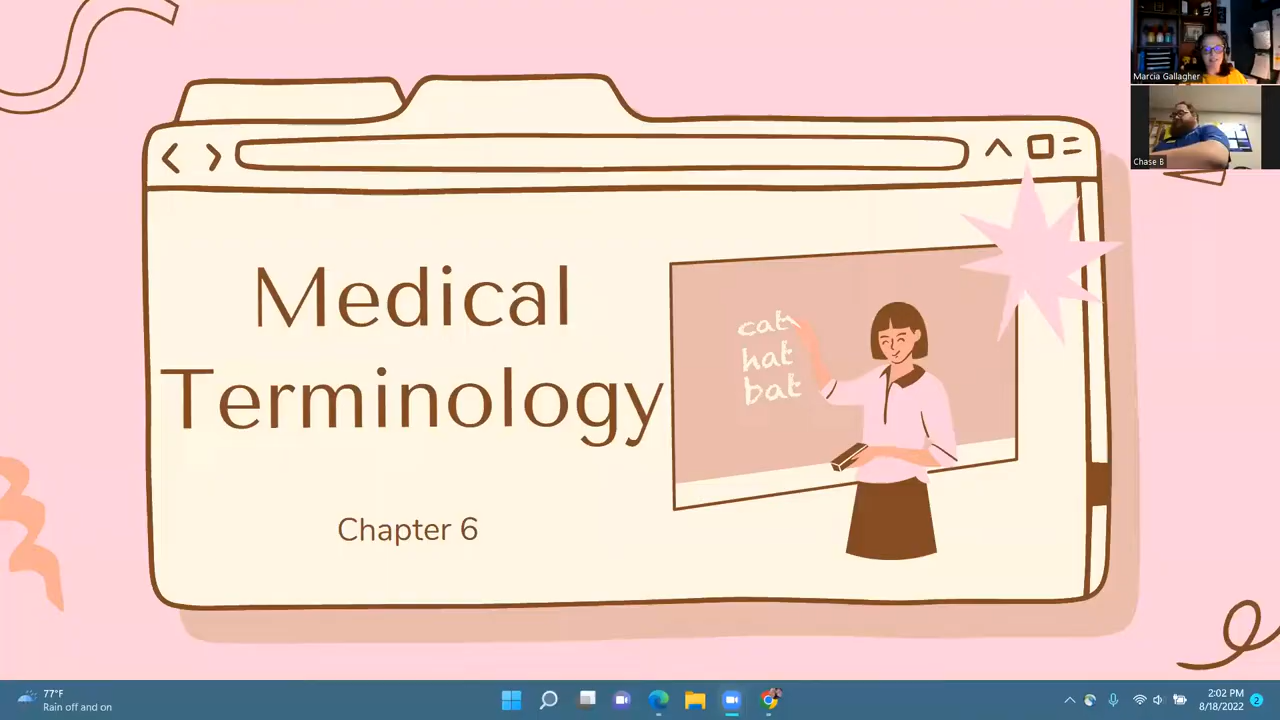 Marcia Gallagher
Chase B
Medical
Terminology
Chapter 6
cat
hat
bat
77°F
Rain off and on
2:02 PM
8/18/2022
2